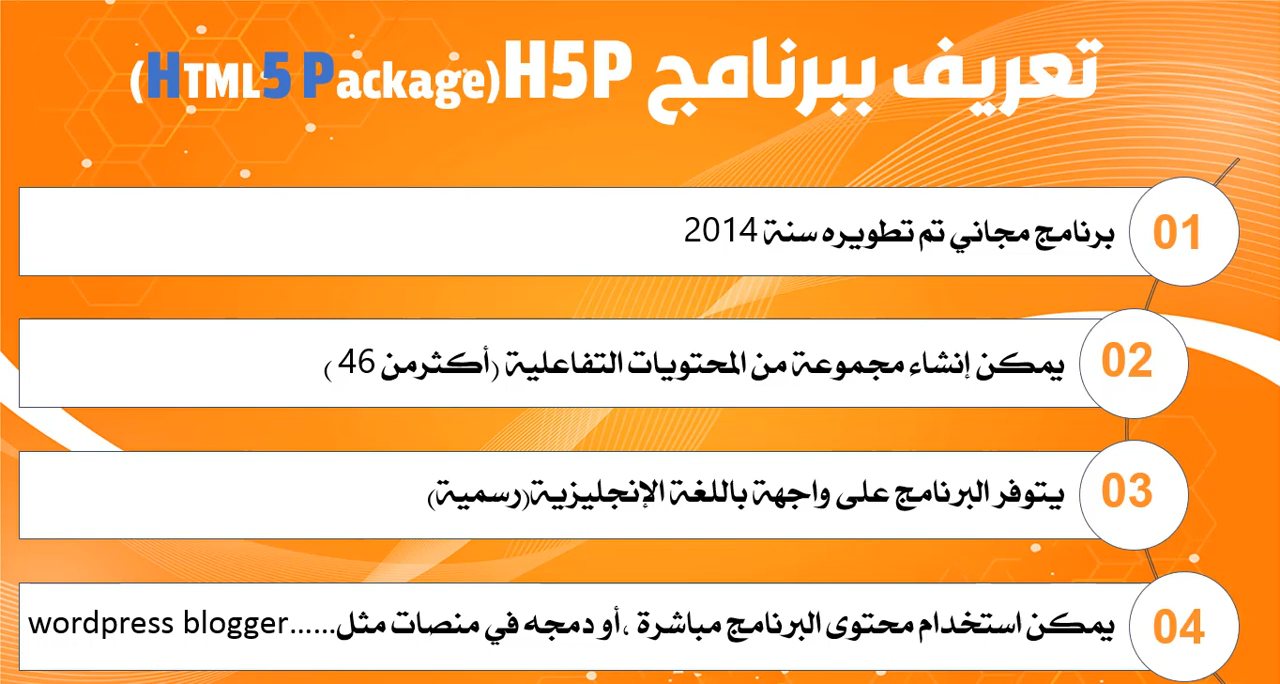 تعريف ببرنامج H5P(HTML5 Package)
01
برنامج مجاني تم تطويره سنة 2014
02
يمكن إنشاء مجموعة من المحتويات التفاعلية (أكثرمن 46 )
03
يتوفر البرنامج على واجهة باللغة الإنجليزية(رسمية)
04
يمكن استخدام محتوى البرنامج مباشرة ،أو دمجه في منصات مثل......wordpress blogger